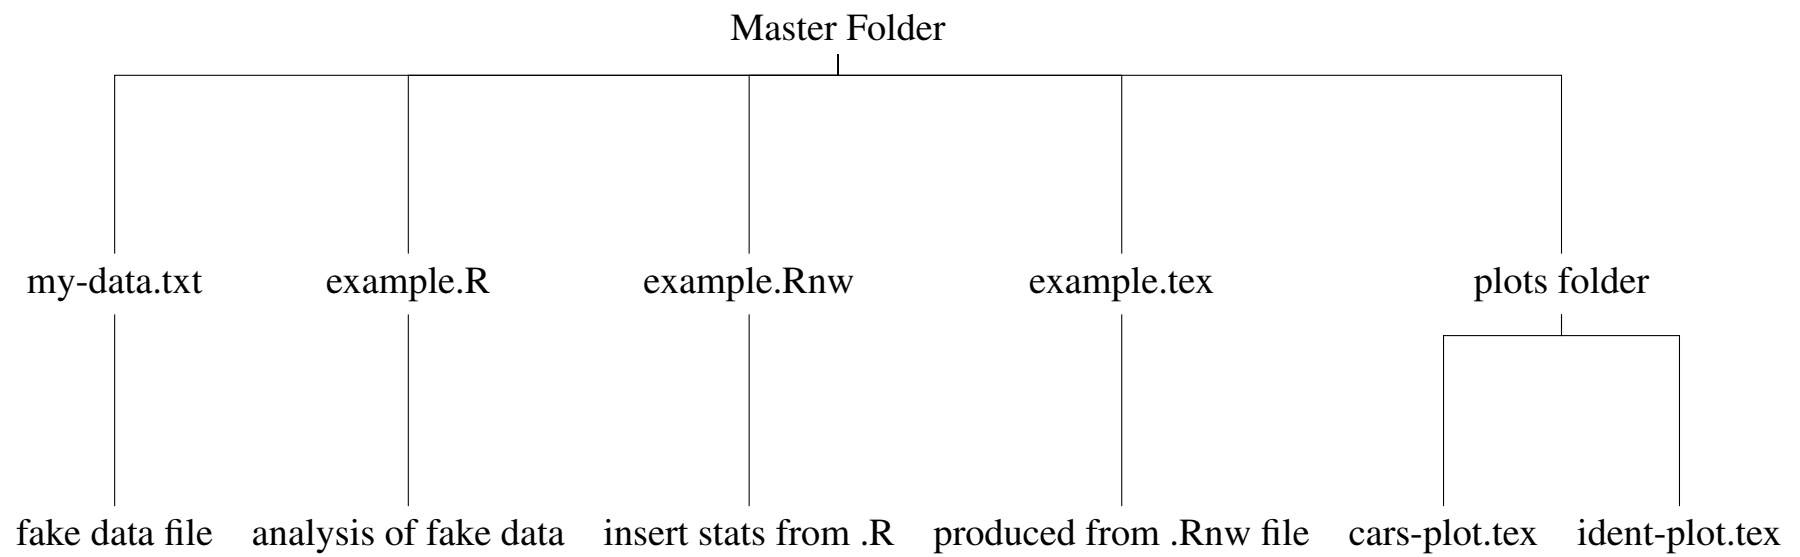 Master Folder
my-data.txt example.R example.Rnw example.tex plots folder
fake data file analysis of fake data insert stats from .R produced from .Rnw file cars-plot.tex ident-plot.tex